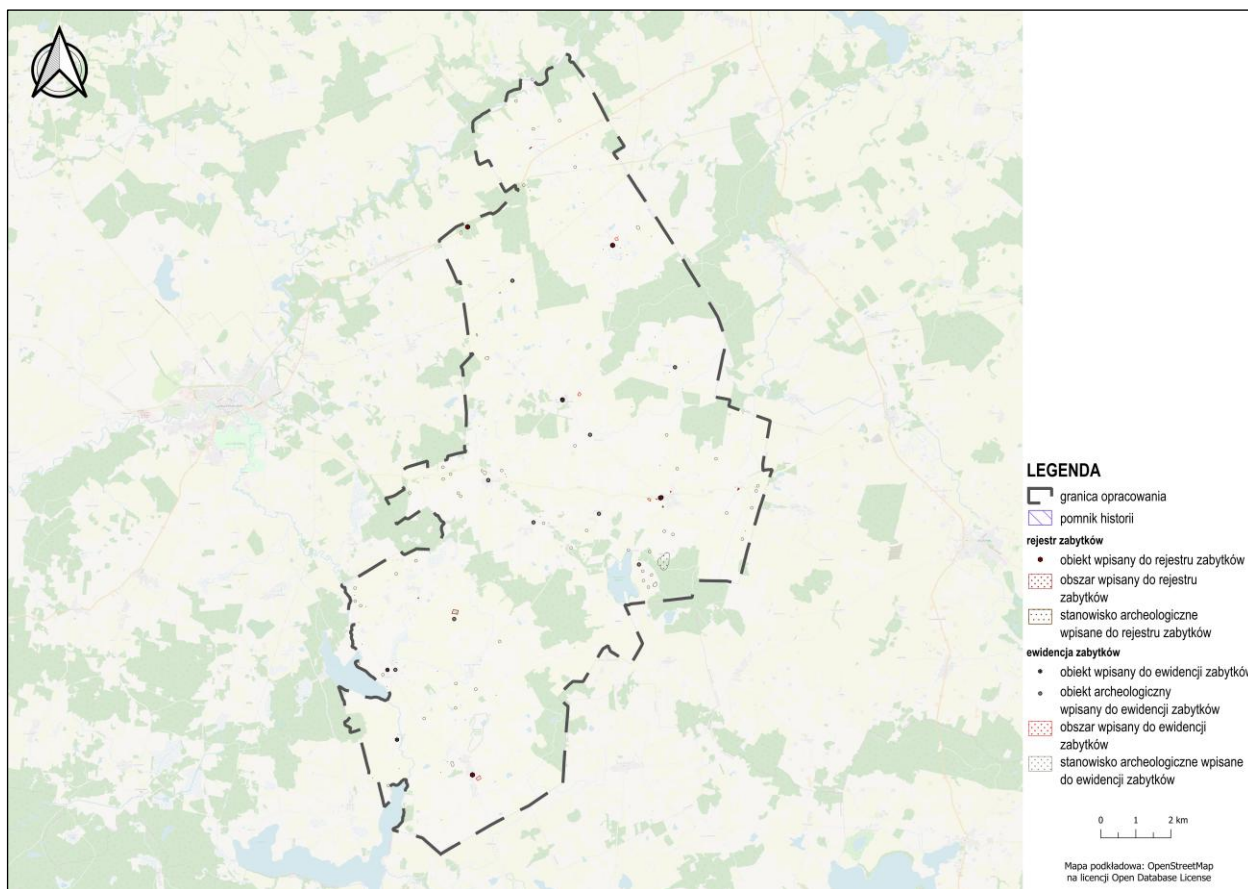 LEGENDA
granica opracowania
pomnik historii
rejestr zabytków
obiekt wpisany do rejestru zabytków
obszar wpisany do rejestru
zabytków
stanowisko archeologiczne
wpisane do rejestru zabytków
ewidencja zabytków
obiekt wpisany do ewidencji zabytków
obiekt archeologiczny
wpisany do ewidencji zabytków
obszar wpisany do ewidencji
zabytków
stanowisko archeologiczne wpisane
do ewidencji zabytków
0 1 2 km
Mapa podkładowa: OpenStreetMap
na licencji Open Database License